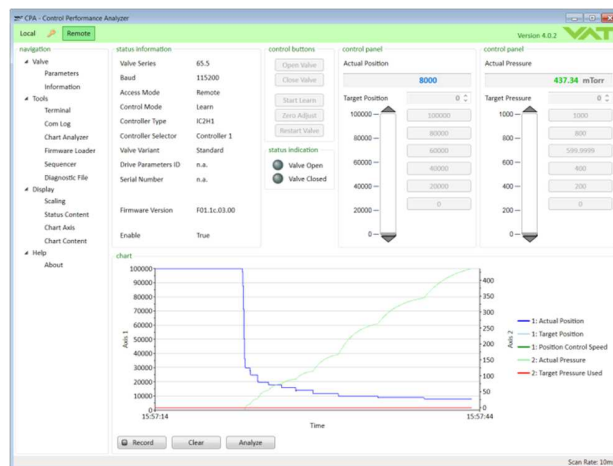 CPA - Control Performance Analyzer
Local
Remote
Version 4.0.2
VAT
navigation
Valve
Parameters
Information
Tools
Terminal
Com Log
Chart Analyzer
Firmware Loader
Sequencer
Diagnostic File
Display
Scaling
Status Content
Chart Axis
Chart Content
Help
About
status information
Valve Series 65.5
Baud 115200
Access Mode Remote
Control Mode Learn
Controller Type IC2H1
Controller Selector Controller 1
Valve Variant Standard
Drive Parameters ID n.a.
Serial Number n.a.
Firmware Version F01.1c.03.00
Enable True
control buttons
Open Valve
Close Valve
Start Learn
Zero Adjust
Restart Valve
status indication
Valve Open
Valve Closed
control panel
Actual Position
8000
Target Position 0
100000 100000
80000 80000
60000 60000
40000 40000
20000 20000
0 0
control panel
Actual Pressure
437.34 mTorr
Target Pressure 0
1000 1000
800 800
600 599.9999
400 400
200 200
0 0
chart
Axis 1
100000
90000
80000
70000
60000
50000
40000
30000
20000
10000
0
15:57:14
15:57:44
Time
400
350
300
250
200
150
100
50
0
Axis 2
1: Actual Position
1: Target Position
1: Position Control Speed
2: Actual Pressure
2: Target Pressure Used
Record
Clear
Analyze
Scan Rate: 10ms